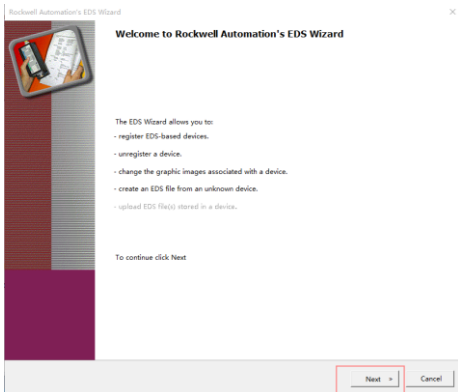 Rockwell Automation's EDS Wizard
Welcome to Rockwell Automation's EDS Wizard
The EDS Wizard allows you to:
- register EDS-based devices.
- unregister a device.
- change the graphic images associated with a device.
- create an EDS file from an unknown device.
- upload EDS file(s) stored in a device.
To continue click Next
Next >
Cancel